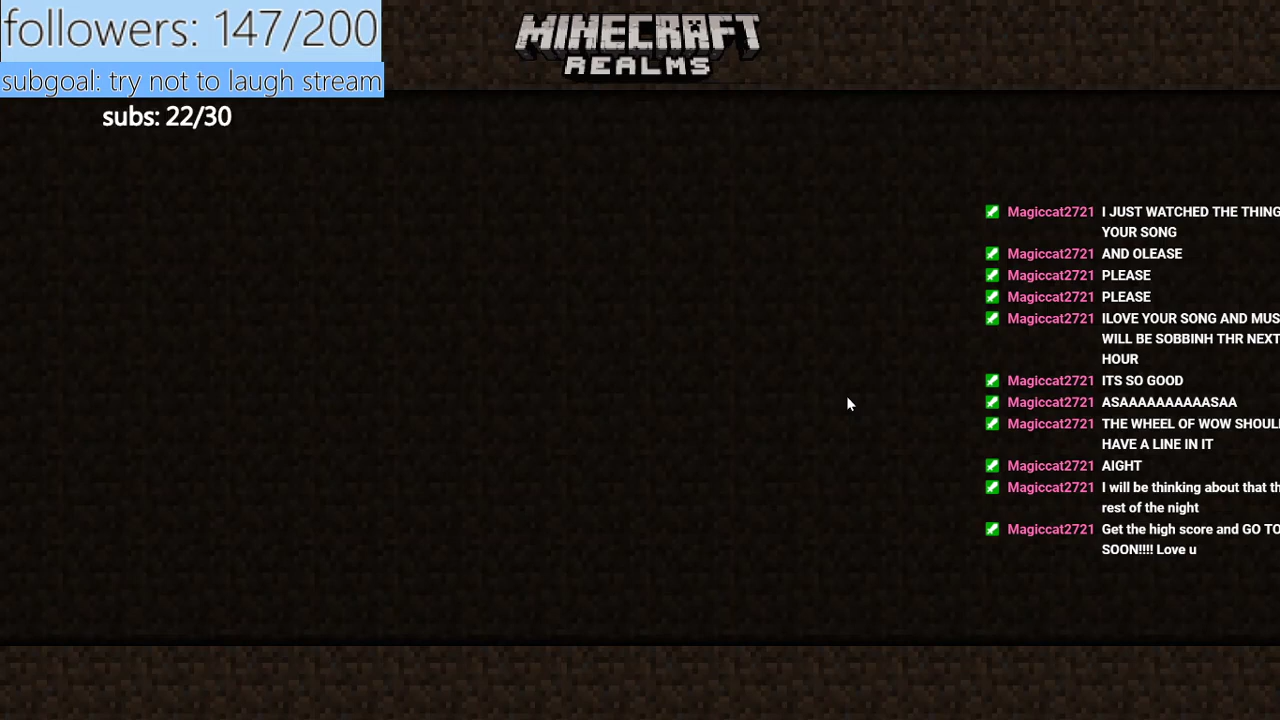 followers: 147/200
subgoal: try not to laugh stream
subs: 22/30
MINECRAFT
REALMS
Magiccat2721 I JUST WATCHED THE THING
YOUR SONG
Magiccat2721 AND OLEASE
Magiccat2721 PLEASE
Magiccat2721 PLEASE
Magiccat2721 ILOVE YOUR SONG AND
WILL BE SOBBINH THR NEXT
HOUR
Magiccat2721 ITS SO GOOD
Magiccat2721 ASAAAAAAAAAASAA
Magiccat2721 THE WHEEL OF WOW
HAVE A LINE IN IT
Magiccat2721 AIGHT
Magiccat2721 I will be thinking about that
rest of the night
Magiccat2721 Get the high score and GO TO
SOON!!!! Love u